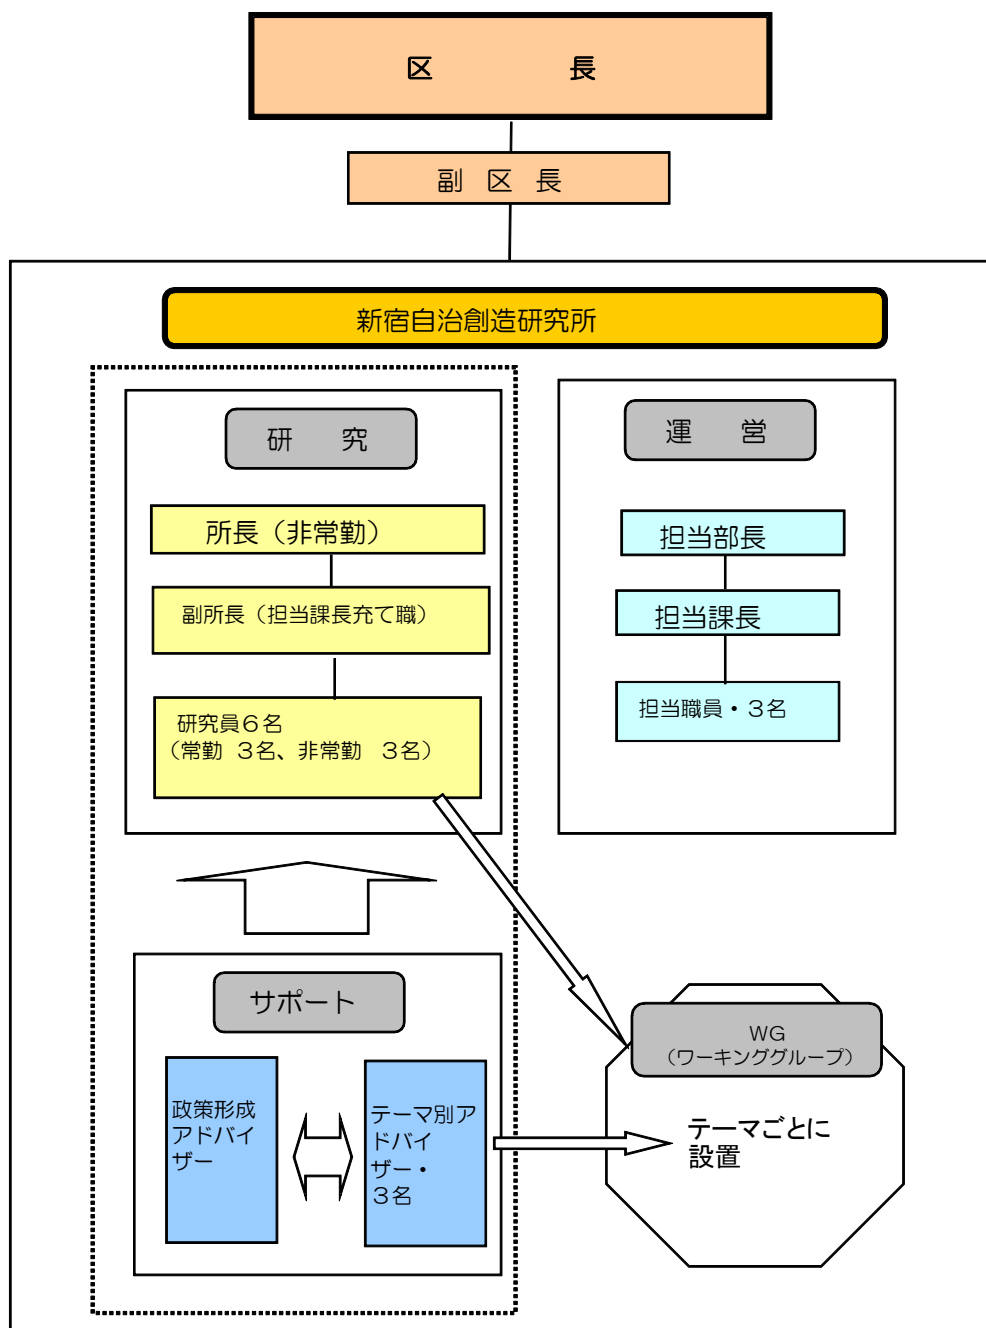 区　　　長
副　区　長
新宿自治創造研究所
研　究
所長（非常勤）
副所長（担当課長充て職）
研究員６名
（常勤 ３名、非常勤　３名）
運　営
担当部長
担当課長
担当職員・３名
サポート
政策形成
アドバイ
ザー
テーマ別ア
ドバイ
ザー・
３名
WG
（ワーキンググループ）
テーマごとに
設置